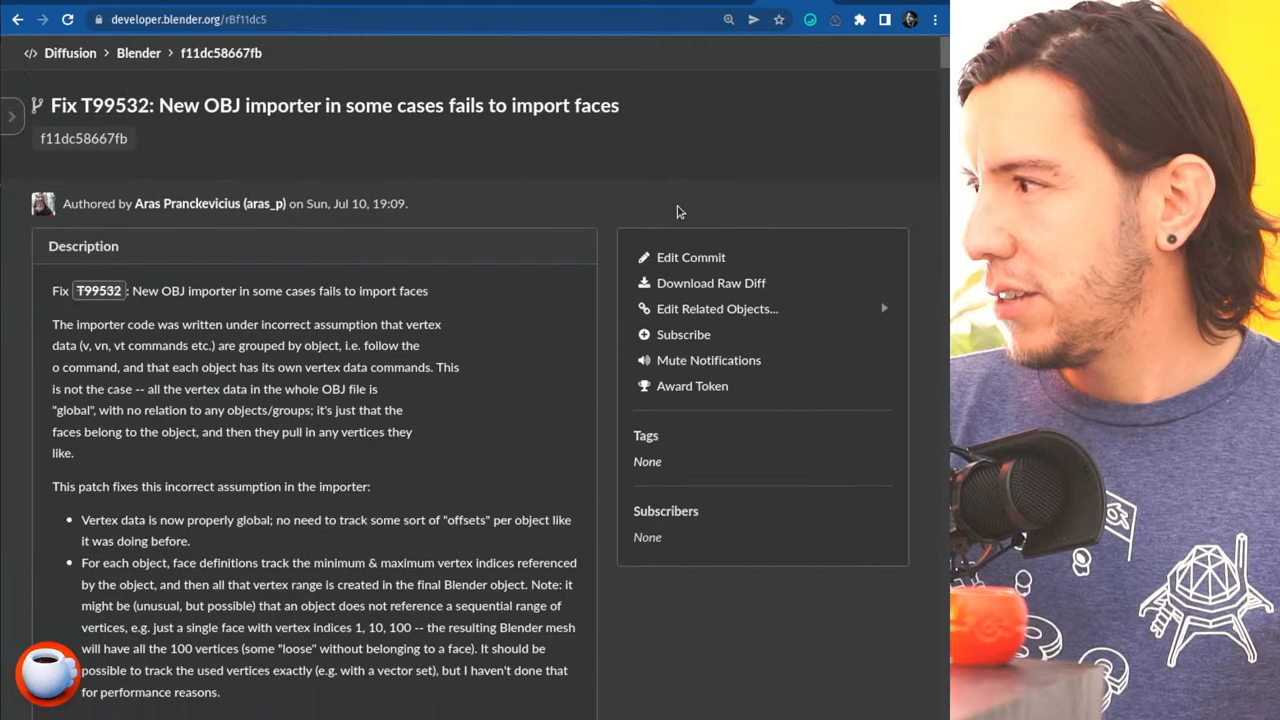 developer.blender.org/rBf11dc5
Diffusion > Blender > f11dc58667fb
Fix T99532: New OBJ importer in some cases fails to import faces
f11dc58667fb
Authored by Aras Pranckevicius (aras_p) on Sun, Jul 10, 19:09.
Description
Fix T99532: New OBJ importer in some cases fails to import faces
The importer code was written under incorrect assumption that vertex
data (v, vn, vt commands etc.) are grouped by object, i.e. follow the
o command, and that each object has its own vertex data commands. This
is not the case -- all the vertex data in the whole OBJ file is
"global", with no relation to any objects/groups; it's just that the
faces belong to the object, and then they pull in any vertices they
like.
This patch fixes this incorrect assumption in the importer:
• Vertex data is now properly global; no need to track some sort of "offsets" per object like
it was doing before.
• For each object, face definitions track the minimum & maximum vertex indices referenced
by the object, and then all that vertex range is created in the final Blender object. Note: it
might be (unusual, but possible) that an object does not reference a sequential range of
vertices, e.g. just a single face with vertex indices 1, 10, 100 -- the resulting Blender mesh
will have all the 100 vertices (some "loose" without belonging to a face). It should be
possible to track the used vertices exactly (e.g. with a vector set), but I haven't done that
for performance reasons.
Edit Commit
Download Raw Diff
Edit Related Objects...
Subscribe
Mute Notifications
Award Token
Tags
None
Subscribers
None